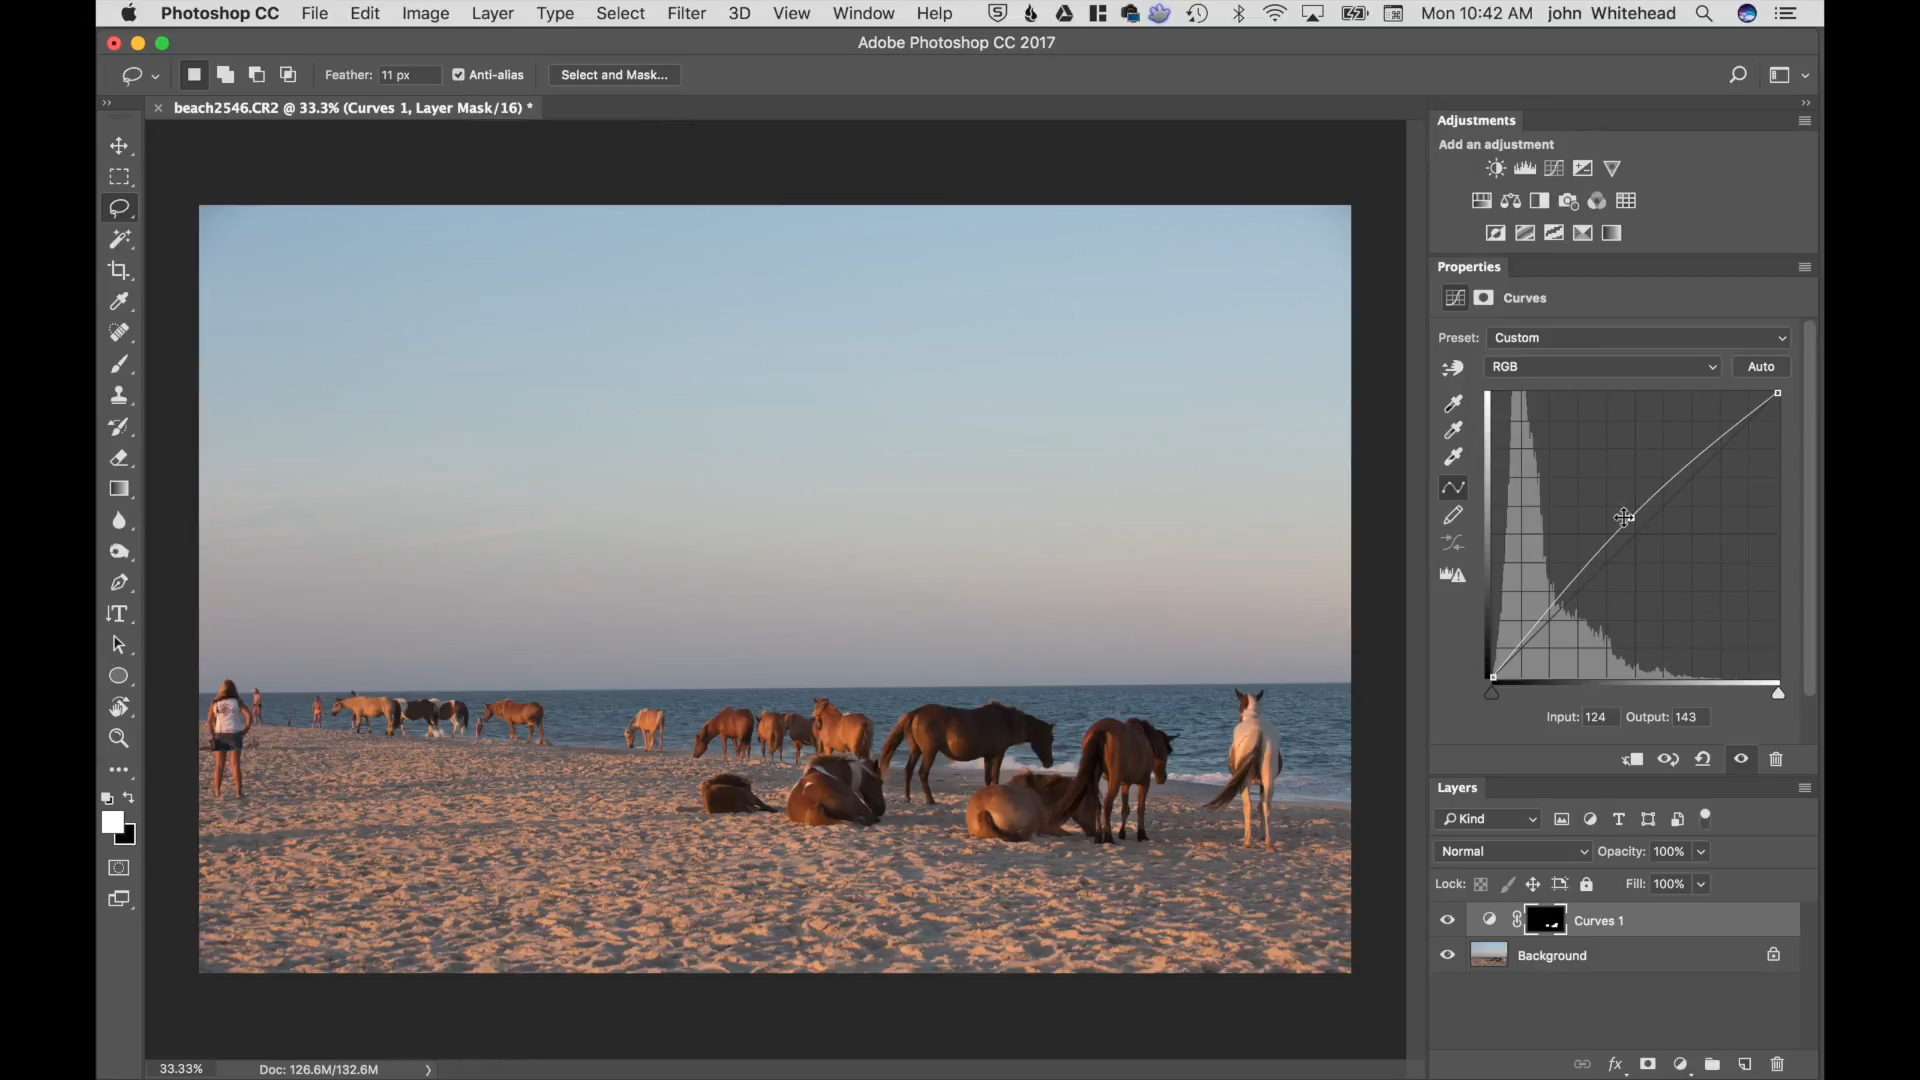 Photoshop CC File Edit Image Layer Type Select Filter 3D View Window Help Mon 10:42 AM john Whitehead
Adobe Photoshop CC 2017
Feather: 11 px Anti-alias Select and Mask...
beach2546.CR2 @ 33.3% (Curves 1, Layer Mask/16) *
Adjustments
Add an adjustment
Properties
Curves
Preset: Custom
RGB Auto
Input: 124 Output: 143
Layers
Kind
Normal Opacity: 100%
Lock: Fill: 100%
Curves 1
Background
33.33% Doc: 126.6M/132.6M